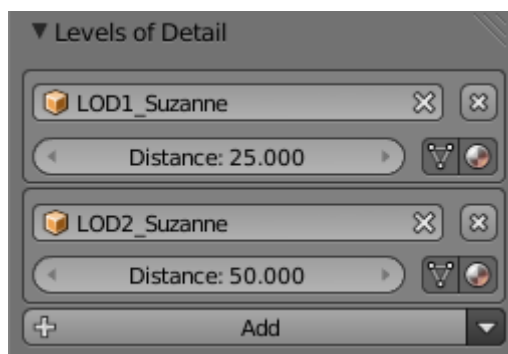 Levels of Detail
LOD1_Suzanne
Distance: 25.000
LOD2_Suzanne
Distance: 50.000
Add